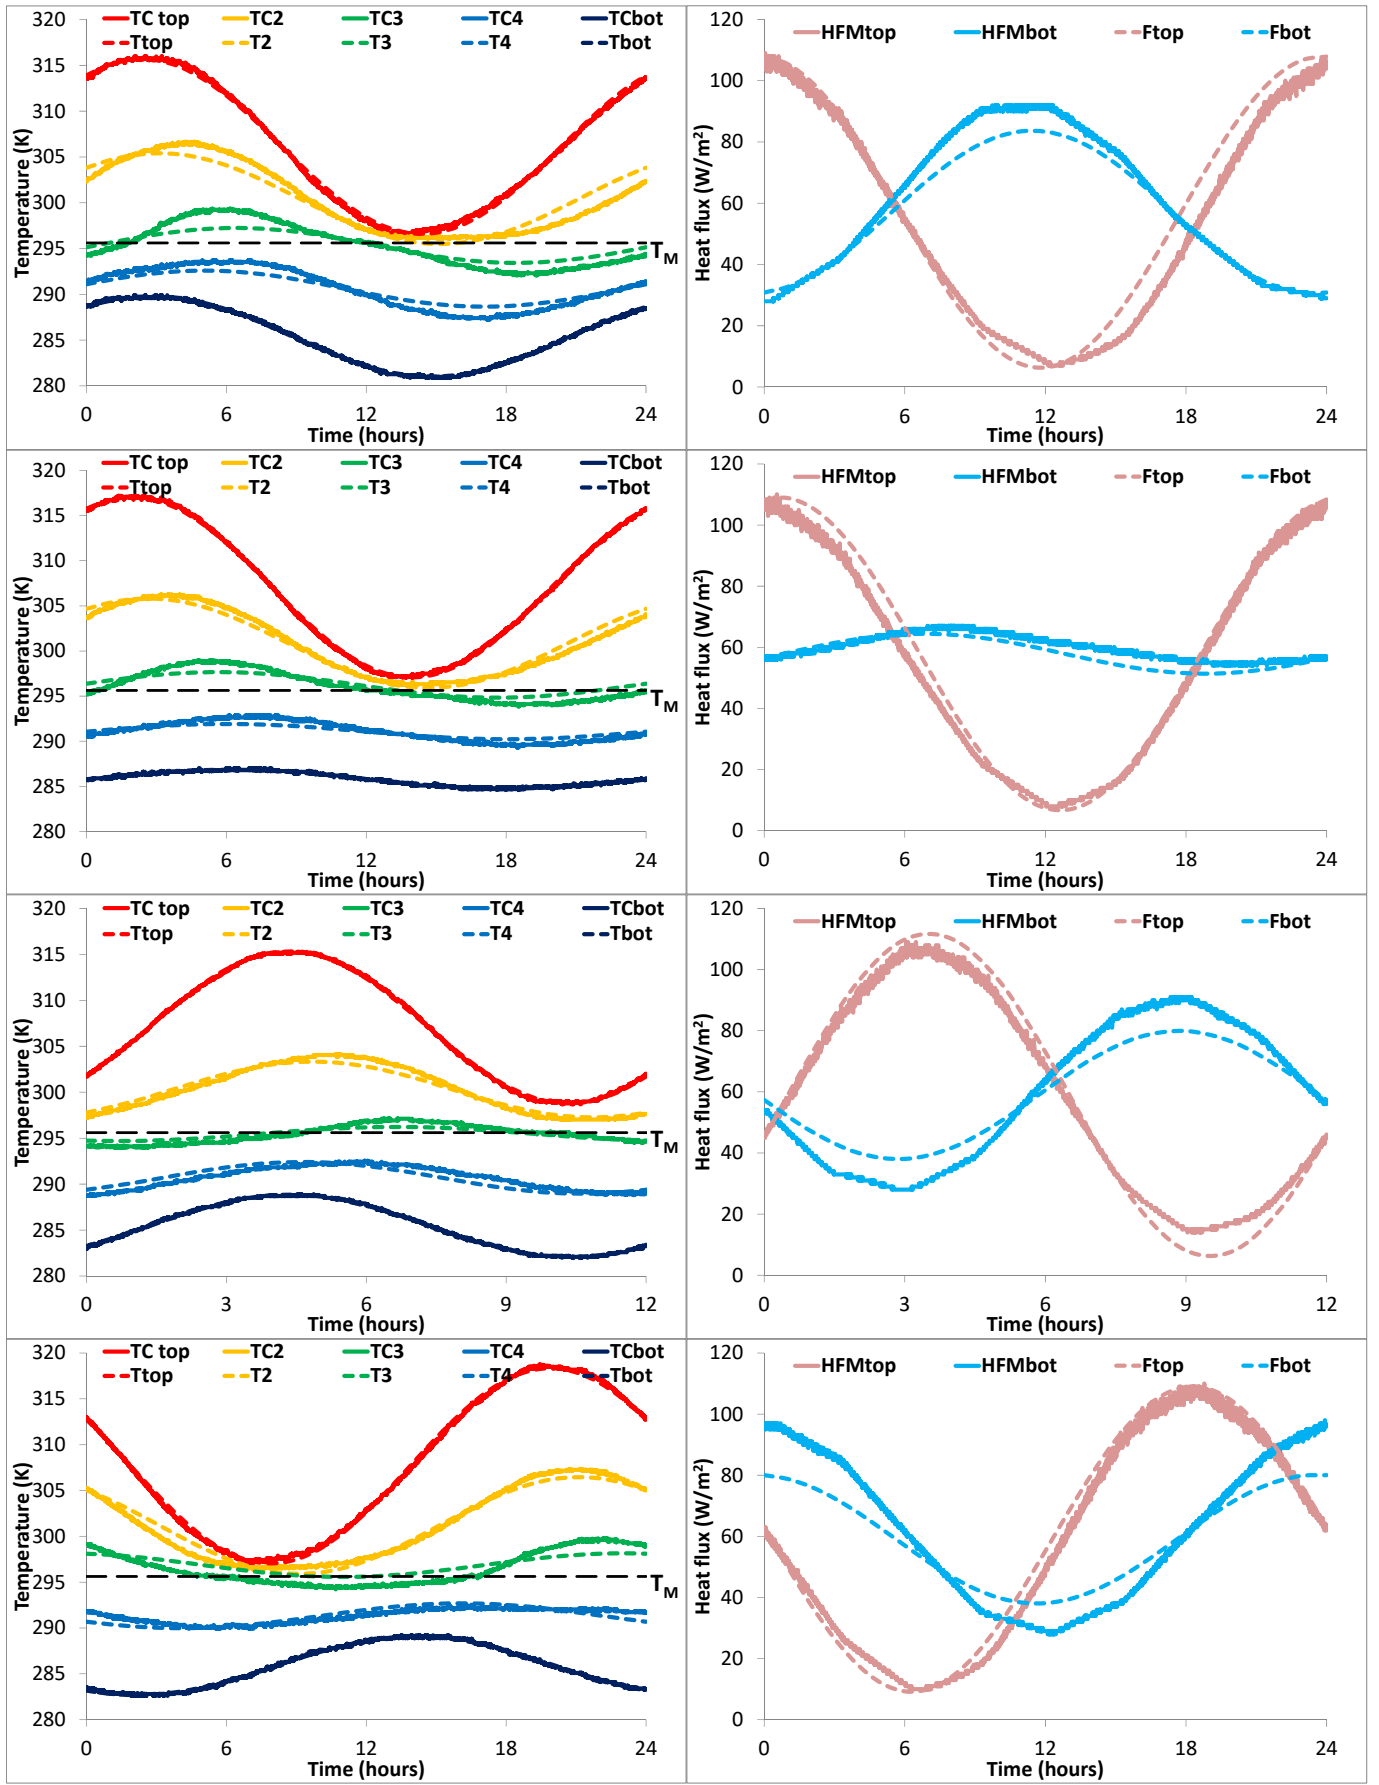 TC top TC2 TC3 TC4 TCbot
Ttop T2 T3 T4 Tbot
320
315
310
305
300
295
290
285
280
Temperature (K)
T_M
0 6 12 18 24
Time (hours)
HFMtop HFMbot Ftop Fbot
120
100
80
60
40
20
0
Heat flux (W/m²)
0 6 12 18 24
Time (hours)
TC top TC2 TC3 TC4 TCbot
Ttop T2 T3 T4 Tbot
320
315
310
305
300
295
290
285
280
Temperature (K)
T_M
0 6 12 18 24
Time (hours)
HFMtop HFMbot Ftop Fbot
120
100
80
60
40
20
0
Heat flux (W/m²)
0 6 12 18 24
Time (hours)
TC top TC2 TC3 TC4 TCbot
Ttop T2 T3 T4 Tbot
320
315
310
305
300
295
290
285
280
Temperature (K)
T_M
0 3 6 9 12
Time (hours)
HFMtop HFMbot Ftop Fbot
120
100
80
60
40
20
0
Heat flux (W/m²)
0 3 6 9 12
Time (hours)
TC top TC2 TC3 TC4 TCbot
Ttop T2 T3 T4 Tbot
320
315
310
305
300
295
290
285
280
Temperature (K)
T_M
0 6 12 18 24
Time (hours)
HFMtop HFMbot Ftop Fbot
120
100
80
60
40
20
0
Heat flux (W/m²)
0 6 12 18 24
Time (hours)